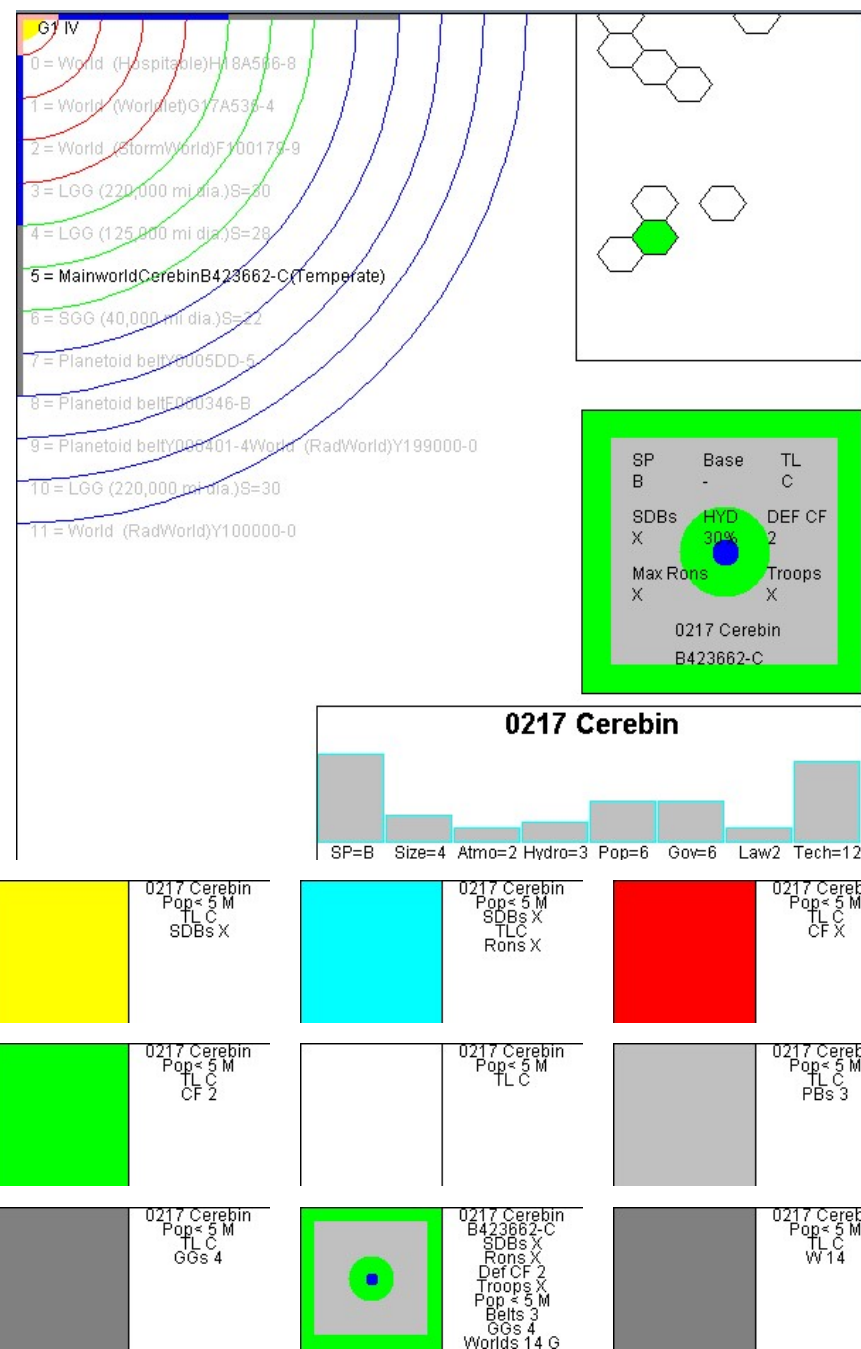 G1 IV
0 = World (Hospitable)H18A566-8
1 = World (Worldlet)G17A536-4
2 = World (StormWorld)F100179-9
3 = LGG (220,000 mi dia.)S=30
4 = LGG (125,000 mi dia.)S=28
5 = MainworldCerebinB423662-C(Temperate)
6 = SGG (40,000 mi dia.)S=22
7 = Planetoid beltY0005DD-5
8 = Planetoid beltF000346-B
9 = Planetoid beltY000401-4World (RadWorld)Y199000-0
10 = LGG (220,000 mi dia.)S=30
11 = World (RadWorld)Y100000-0
SP Base TL
B - C
SDBs HYD DEF CF
X 30% 2
Max Rons Troops
X X
0217 Cerebin
B423662-C
0217 Cerebin
SP=B Size=4 Atmo=2 Hydro=3 Pop=6 Gov=6 Law2 Tech=12
0217 Cerebin
Pop< 5 M
TL C
SDBs X
0217 Cerebin
Pop< 5 M
SDBs X
TLC
Rons X
0217 Cereb
Pop< 5 M
TL C
CF X
0217 Cerebin
Pop< 5 M
TL C
CF 2
0217 Cerebin
Pop< 5 M
TL C
0217 Cereb
Pop< 5 M
TL C
PBs 3
0217 Cerebin
Pop< 5 M
TL C
GGs 4
0217 Cerebin
B423662-C
SDBs X
Rons X
Def CF 2
Troops X
Pop < 5 M
Belts 3
GGs 4
Worlds 14 G
0217 Cereb
Pop< 5 M
TL C
W 14